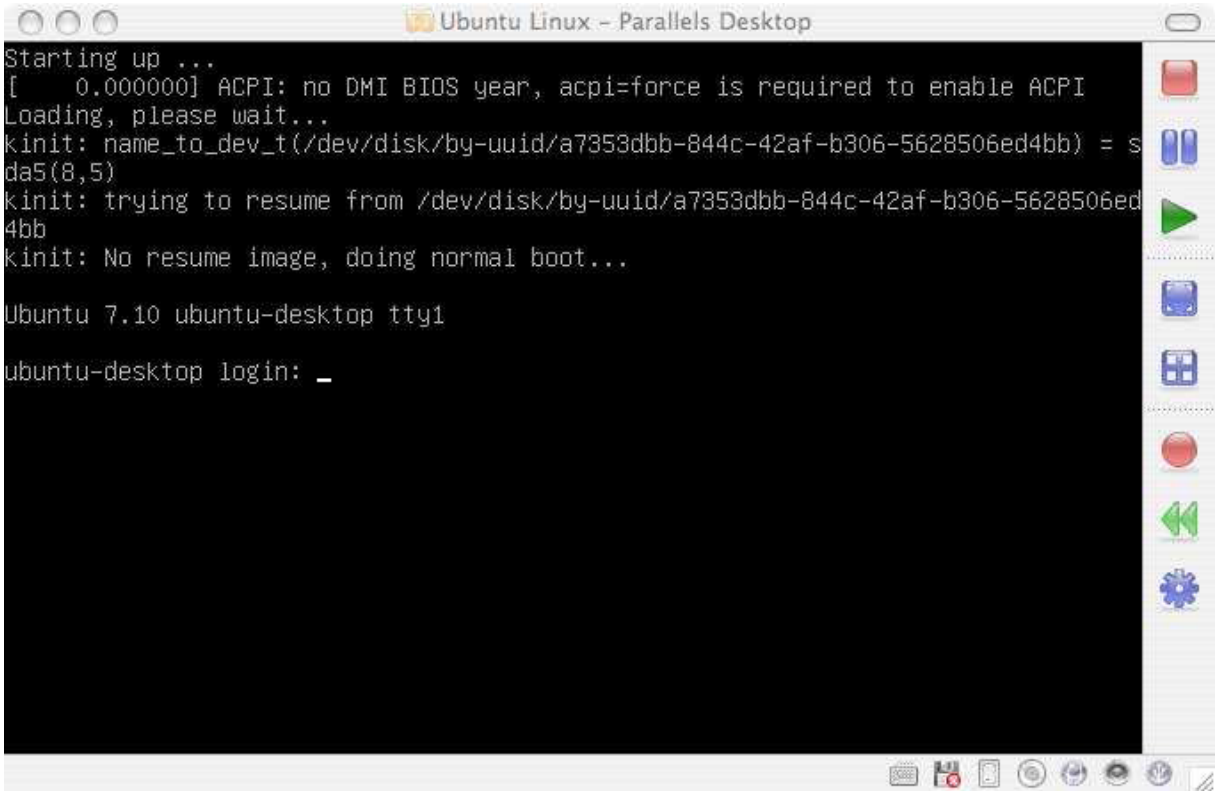 Ubuntu Linux – Parallels Desktop
Starting up ...
[    0.000000] ACPI: no DMI BIOS year, acpi=force is required to enable ACPI
Loading, please wait...
kinit: name_to_dev_t(/dev/disk/by-uuid/a7353dbb-844c-42af-b306-5628506ed4bb) = s
da5(8,5)
kinit: trying to resume from /dev/disk/by-uuid/a7353dbb-844c-42af-b306-5628506ed
4bb
kinit: No resume image, doing normal boot...
Ubuntu 7.10 ubuntu-desktop tty1
ubuntu-desktop login: _